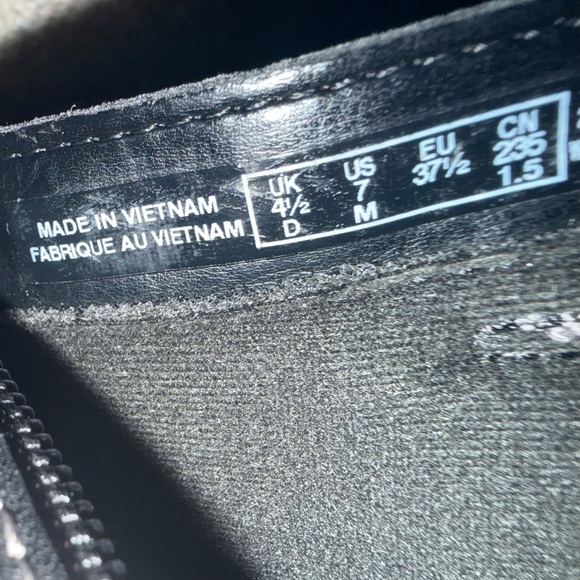 MADE IN VIETNAM
FABRIQUE AU VIETNAM
UK US EU CN
4½ 7 37½ 235
D M 1.5